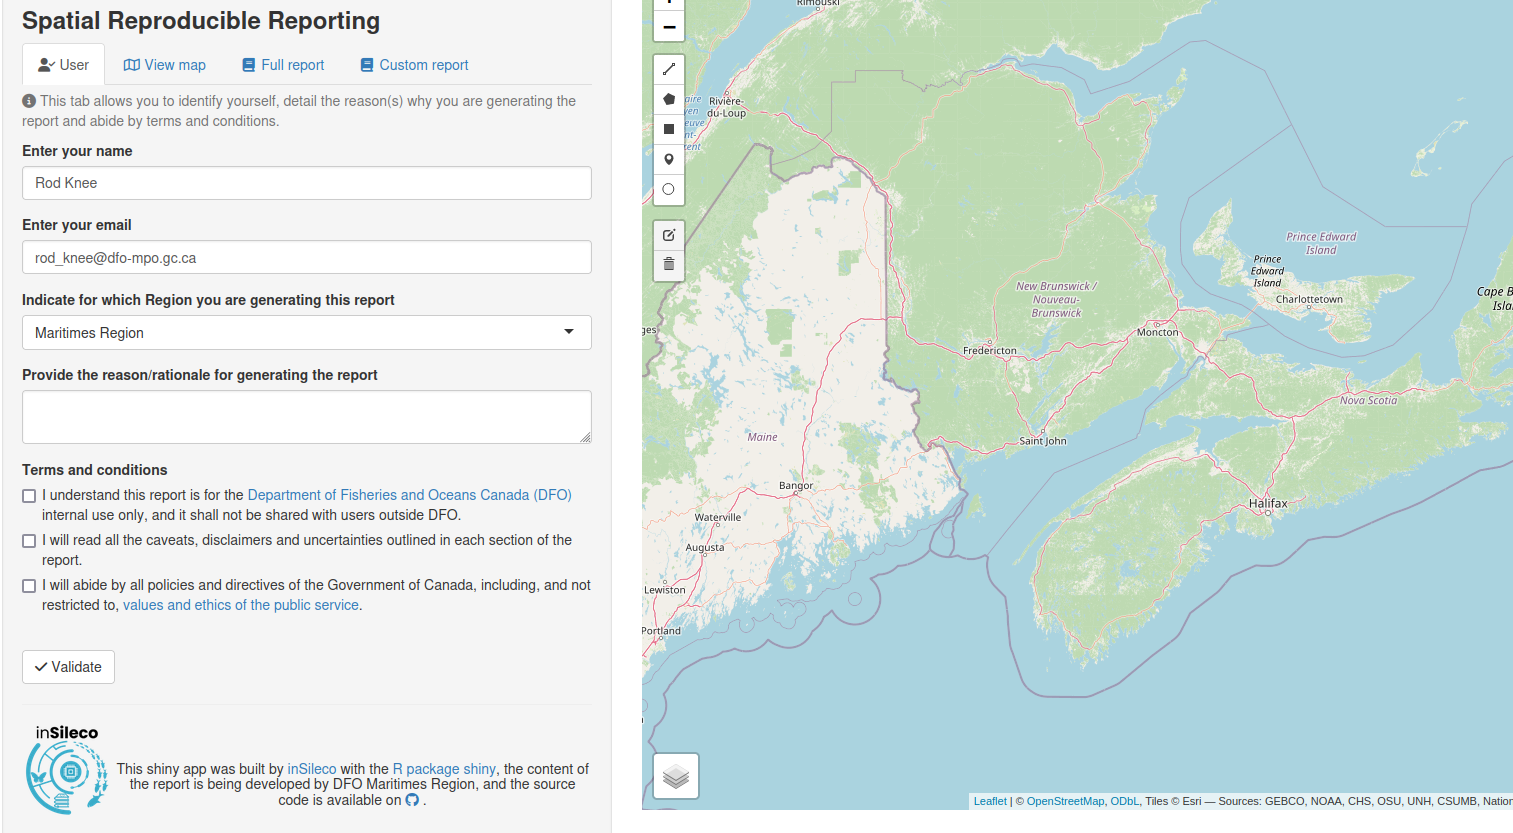 Spatial Reproducible Reporting
User
View map
Full report
Custom report
This tab allows you to identify yourself, detail the reason(s) why you are generating the
report and abide by terms and conditions.
Enter your name
Rod Knee
Enter your email
rod_knee@dfo-mpo.gc.ca
Indicate for which Region you are generating this report
Maritimes Region
Provide the reason/rationale for generating the report
Terms and conditions
I understand this report is for the Department of Fisheries and Oceans Canada (DFO)
internal use only, and it shall not be shared with users outside DFO.
I will read all the caveats, disclaimers and uncertainties outlined in each section of the
report.
I will abide by all policies and directives of the Government of Canada, including, and not
restricted to, values and ethics of the public service.
Validate
inSileco
This shiny app was built by inSileco with the R package shiny, the content of
the report is being developed by DFO Maritimes Region, and the source
code is available on .
Rimouski
Rivière-
du-Loup
Prince Edward
Island
Prince
Edward
Island
Charlottetown
New Brunswick /
Nouveau-
Brunswick
Moncton
Fredericton
Nova Scotia
Maine
Saint John
Bangor
Halifax
Waterville
Augusta
Lewiston
Portland
Cape B
Isla
Leaflet | © OpenStreetMap, ODbL, Tiles © Esri — Sources: GEBCO, NOAA, CHS, OSU, UNH, CSUMB, Nation